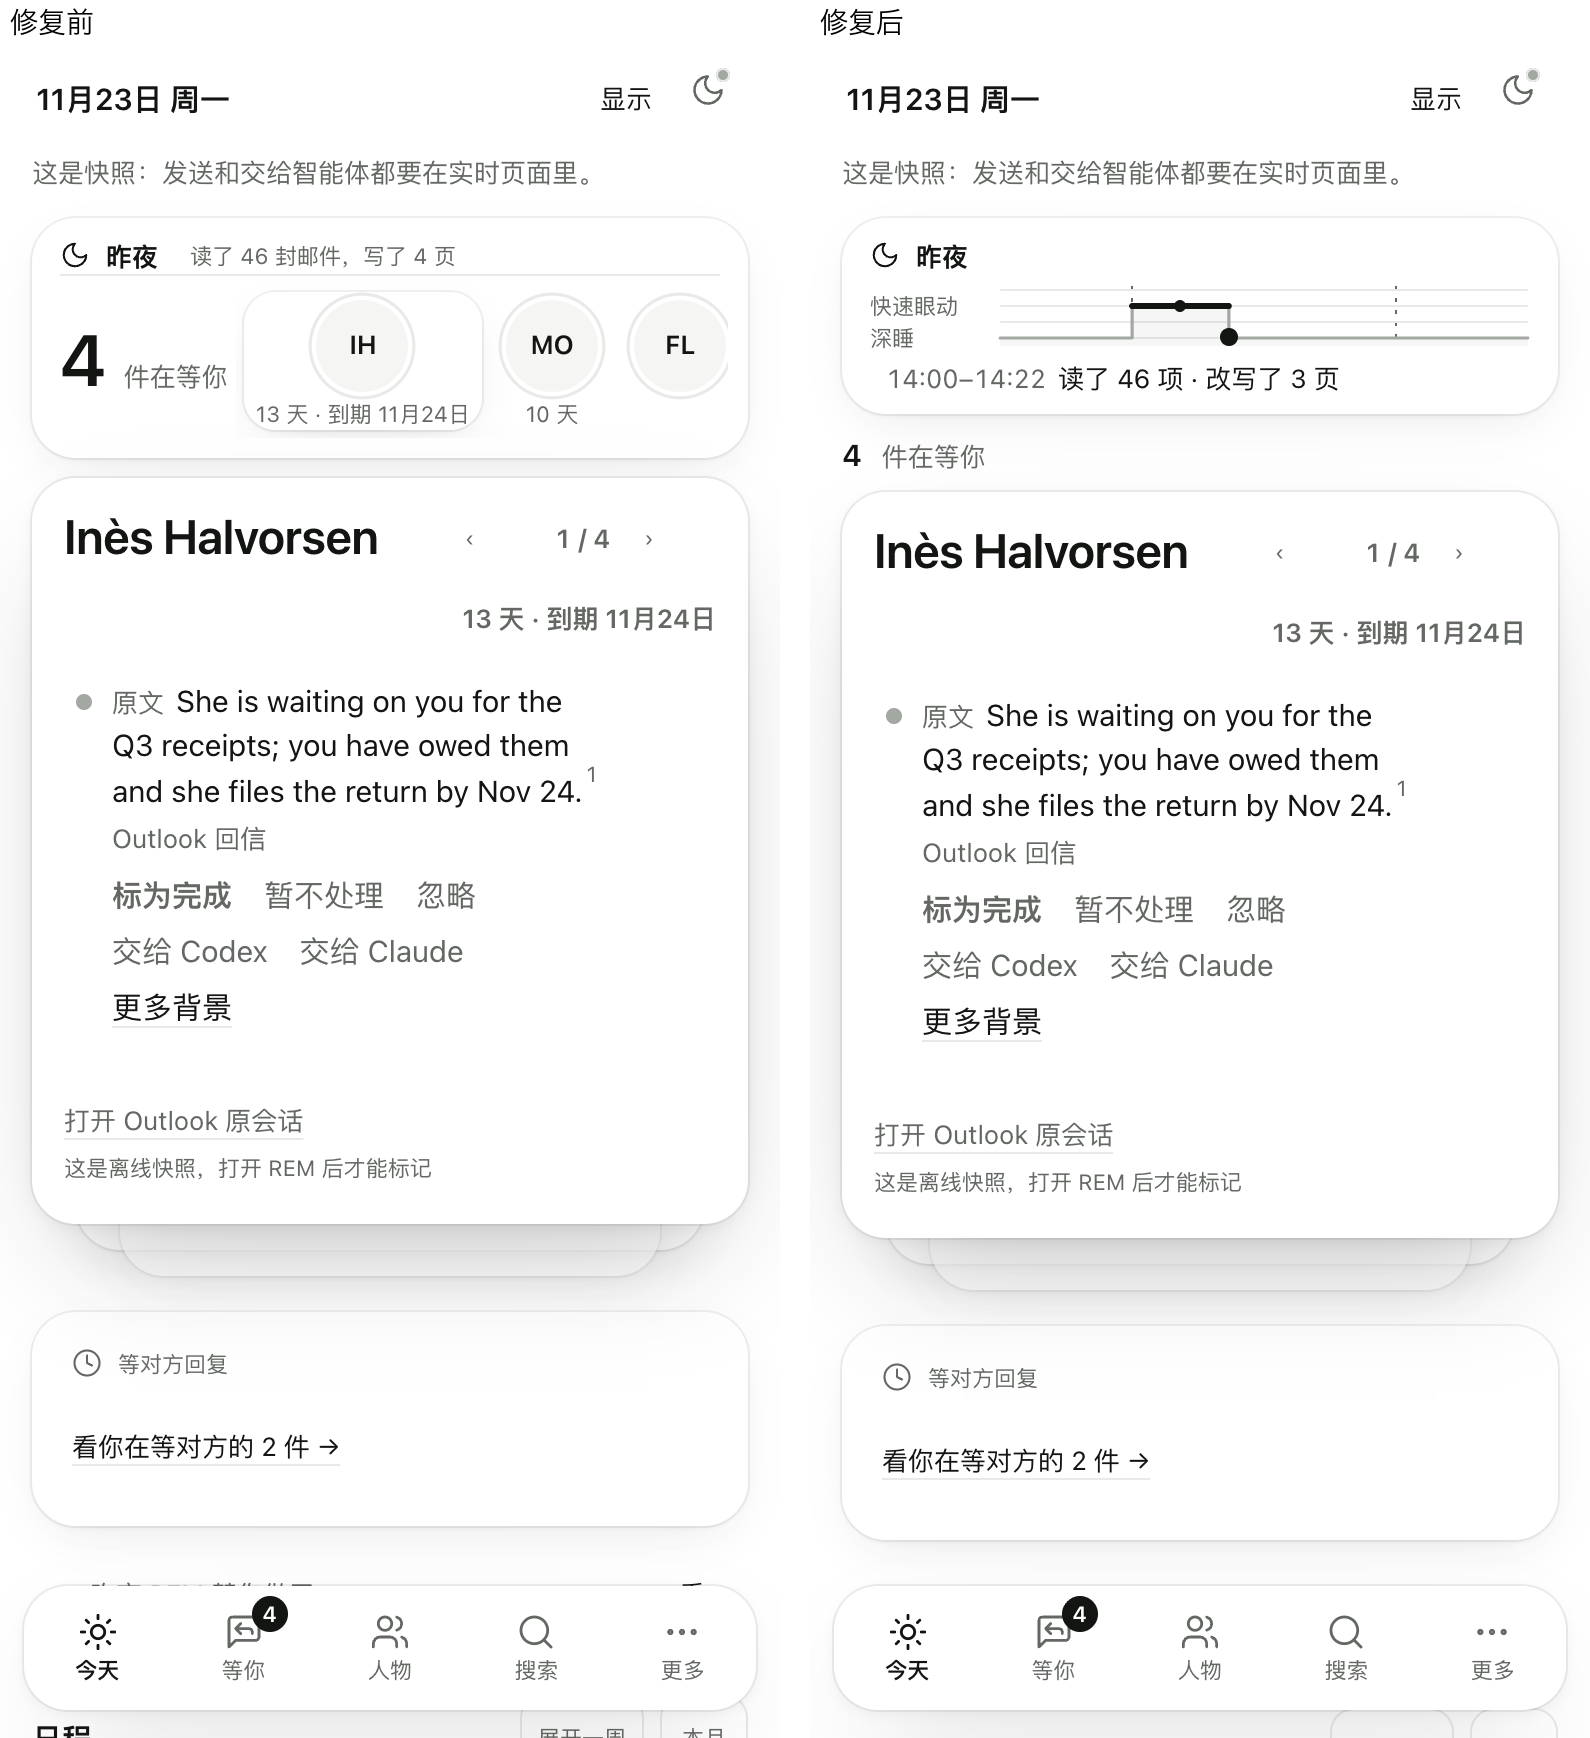 修复前
11月23日 周一
显示
这是快照：发送和交给智能体都要在实时页面里。
昨夜 读了 46 封邮件，写了 4 页
4 件在等你
IH
MO
FL
13 天 · 到期 11月24日
10 天
Inès Halvorsen
‹ 1 / 4 ›
13 天 · 到期 11月24日
原文 She is waiting on you for the
Q3 receipts; you have owed them
and she files the return by Nov 24. 1
Outlook 回信
标为完成 暂不处理 忽略
交给 Codex 交给 Claude
更多背景
打开 Outlook 原会话
这是离线快照，打开 REM 后才能标记
等对方回复
看你在等对方的 2 件 →
4
今天 等你 人物 搜索 更多
日程
展开一周 本月
修复后
11月23日 周一
显示
这是快照：发送和交给智能体都要在实时页面里。
昨夜
快速眼动
深睡
14:00–14:22 读了 46 项 · 改写了 3 页
4 件在等你
Inès Halvorsen
‹ 1 / 4 ›
13 天 · 到期 11月24日
原文 She is waiting on you for the
Q3 receipts; you have owed them
and she files the return by Nov 24. 1
Outlook 回信
标为完成 暂不处理 忽略
交给 Codex 交给 Claude
更多背景
打开 Outlook 原会话
这是离线快照，打开 REM 后才能标记
等对方回复
看你在等对方的 2 件 →
4
今天 等你 人物 搜索 更多